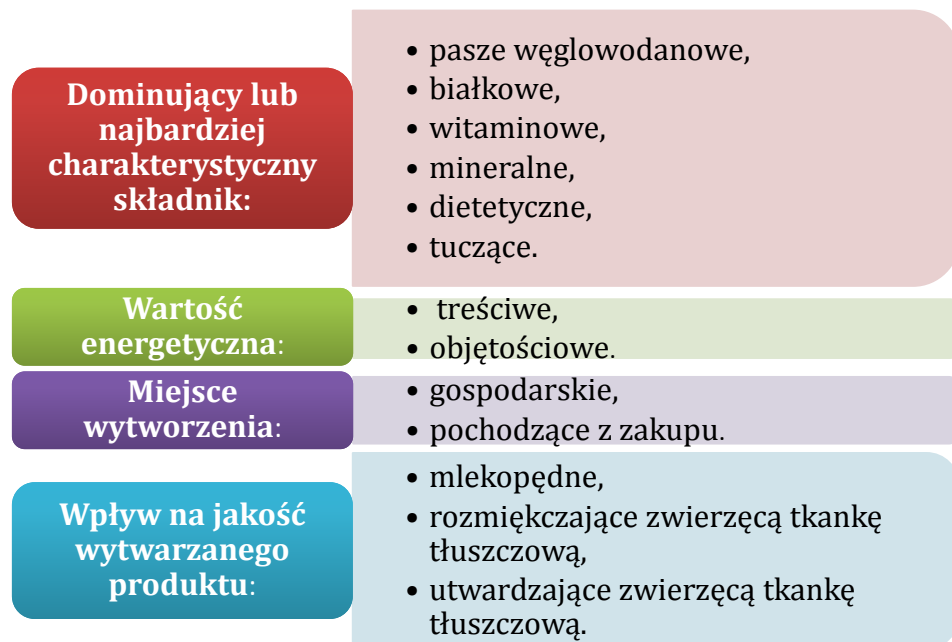 Dominujący lub
najbardziej
charakterystyczny
składnik:
• pasze węglowodanowe,
• białkowe,
• witaminowe,
• mineralne,
• dietetyczne,
• tuczące.
Wartość
energetyczna:
• treściwe,
• objętościowe.
Miejsce
wytworzenia:
• gospodarskie,
• pochodzące z zakupu.
Wpływ na jakość
wytwarzanego
produktu:
• mlekopędne,
• rozmiękczające zwierzęcą tkankę
tłuszczową,
• utwardzające zwierzęcą tkankę
tłuszczową.